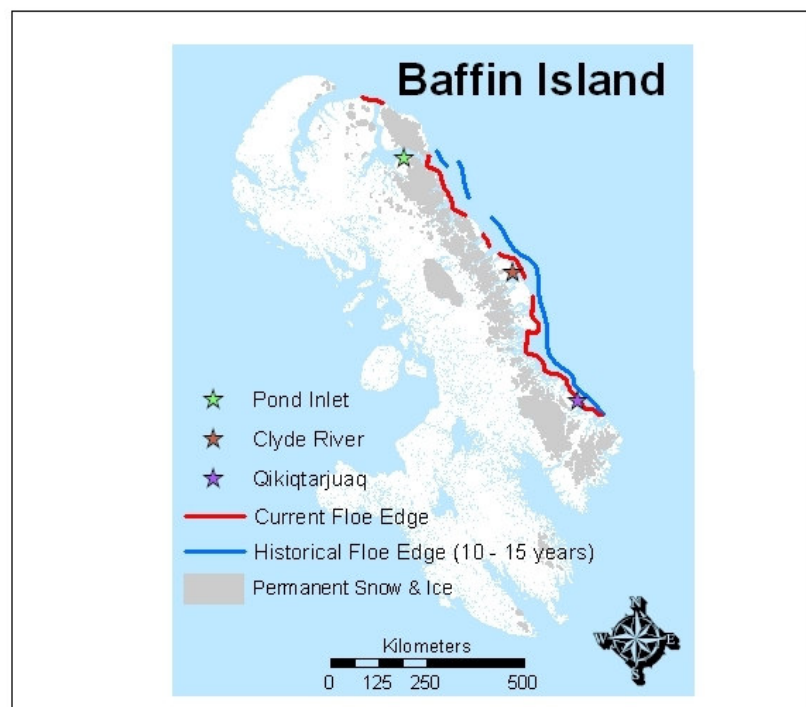 Baffin Island
Pond Inlet
Clyde River
Qikiqtarjuaq
Current Floe Edge
Historical Floe Edge (10 - 15 years)
Permanent Snow & Ice
Kilometers
0 125 250 500
N
W E
S